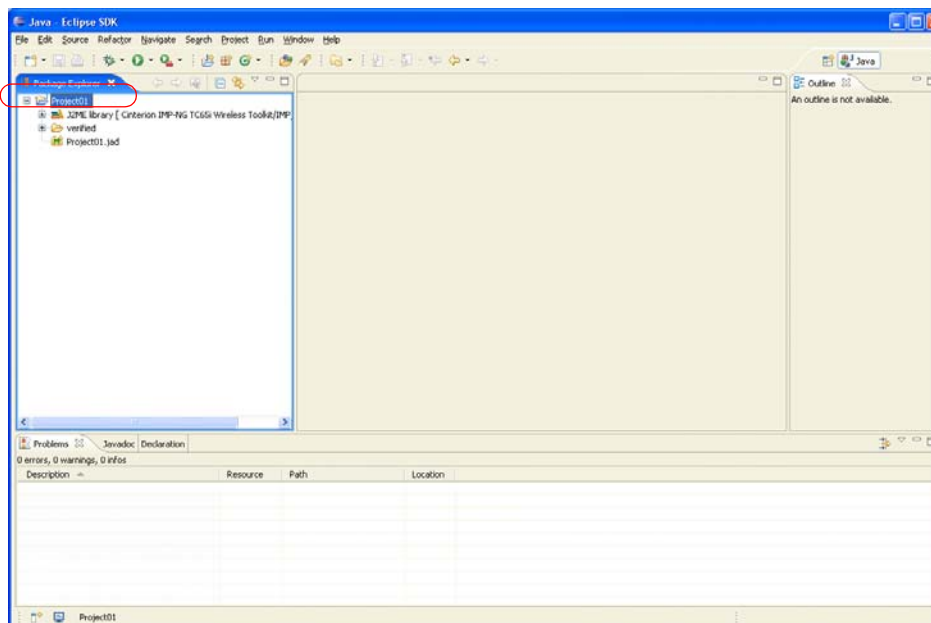 Java - Eclipse SDK
File Edit Source Refactor Navigate Search Project Run Window Help
Java
Package Explorer
Outline
Project01
An outline is not available.
J2ME library [ Cinterion IMP-NG TC65i Wireless Toolkit/IMP
verified
Project01.jad
Problems Javadoc Declaration
0 errors, 0 warnings, 0 infos
Description Resource Path Location
Project01